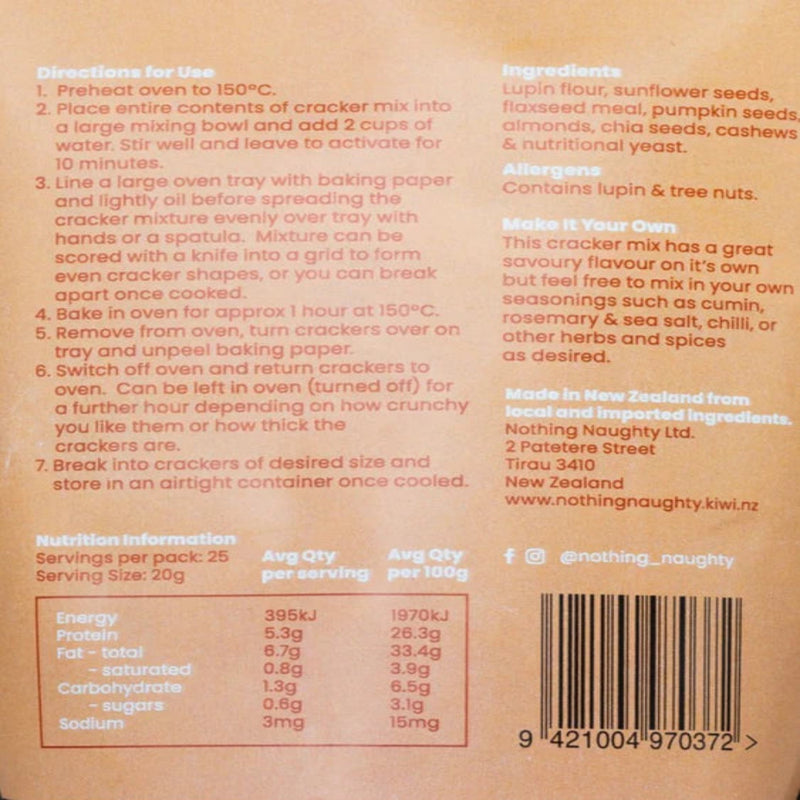 Directions for Use
1. Preheat oven to 150°C.
2. Place entire contents of cracker mix into
a large mixing bowl and add 2 cups of
water. Stir well and leave to activate for
10 minutes.
3. Line a large oven tray with baking paper
and lightly oil before spreading the
cracker mixture evenly over tray with
hands or a spatula. Mixture can be
scored with a knife into a grid to form
even cracker shapes, or you can break
apart once cooked.
4. Bake in oven for approx 1 hour at 150°C.
5. Remove from oven, turn crackers over on
tray and unpeel baking paper.
6. Switch off oven and return crackers to
oven. Can be left in oven (turned off) for
a further hour depending on how crunchy
you like them or how thick the
crackers are.
7. Break into crackers of desired size and
store in an airtight container once cooled.
Nutrition Information
Servings per pack: 25
Serving Size: 20g
Avg Qty per serving
Avg Qty per 100g
Energy 395kJ 1970kJ
Protein 5.3g 26.3g
Fat - total 6.7g 33.4g
- saturated 0.8g 3.9g
Carbohydrate 1.3g 6.5g
- sugars 0.6g 3.1g
Sodium 3mg 15mg
Ingredients
Lupin flour, sunflower seeds,
flaxseed meal, pumpkin seeds,
almonds, chia seeds, cashews
& nutritional yeast.
Allergens
Contains lupin & tree nuts.
Make It Your Own
This cracker mix has a great
savoury flavour on it's own
but feel free to mix in your own
seasonings such as cumin,
rosemary & sea salt, chilli, or
other herbs and spices
as desired.
Made in New Zealand from
local and imported ingredients.
Nothing Naughty Ltd.
2 Patetere Street
Tirau 3410
New Zealand
www.nothingnaughty.kiwi.nz
@nothing_naughty
9 421004 970372 >